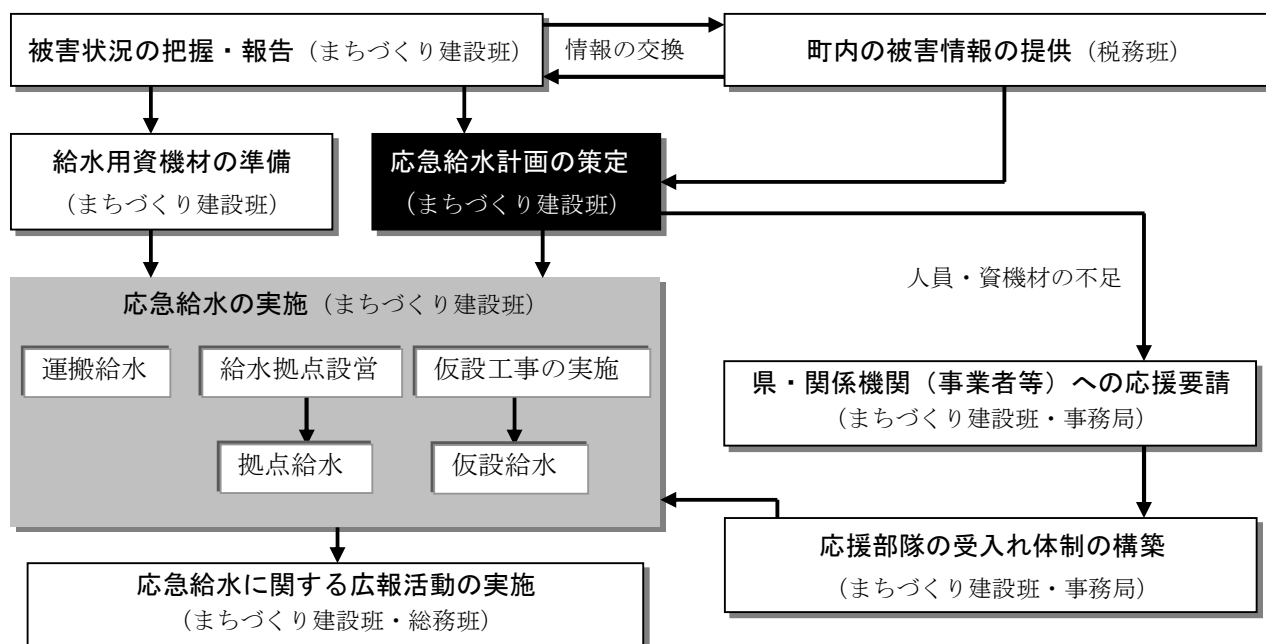 被害状況の把握・報告（まちづくり建設班）
情報の交換
町内の被害情報の提供（税務班）
給水用資機材の準備
（まちづくり建設班）
応急給水計画の策定
（まちづくり建設班）
人員・資機材の不足
応急給水の実施（まちづくり建設班）
運搬給水
給水拠点設営
仮設工事の実施
拠点給水
仮設給水
県・関係機関（事業者等）への応援要請
（まちづくり建設班・事務局）
応援部隊の受入れ体制の構築
（まちづくり建設班・事務局）
応急給水に関する広報活動の実施
（まちづくり建設班・総務班）